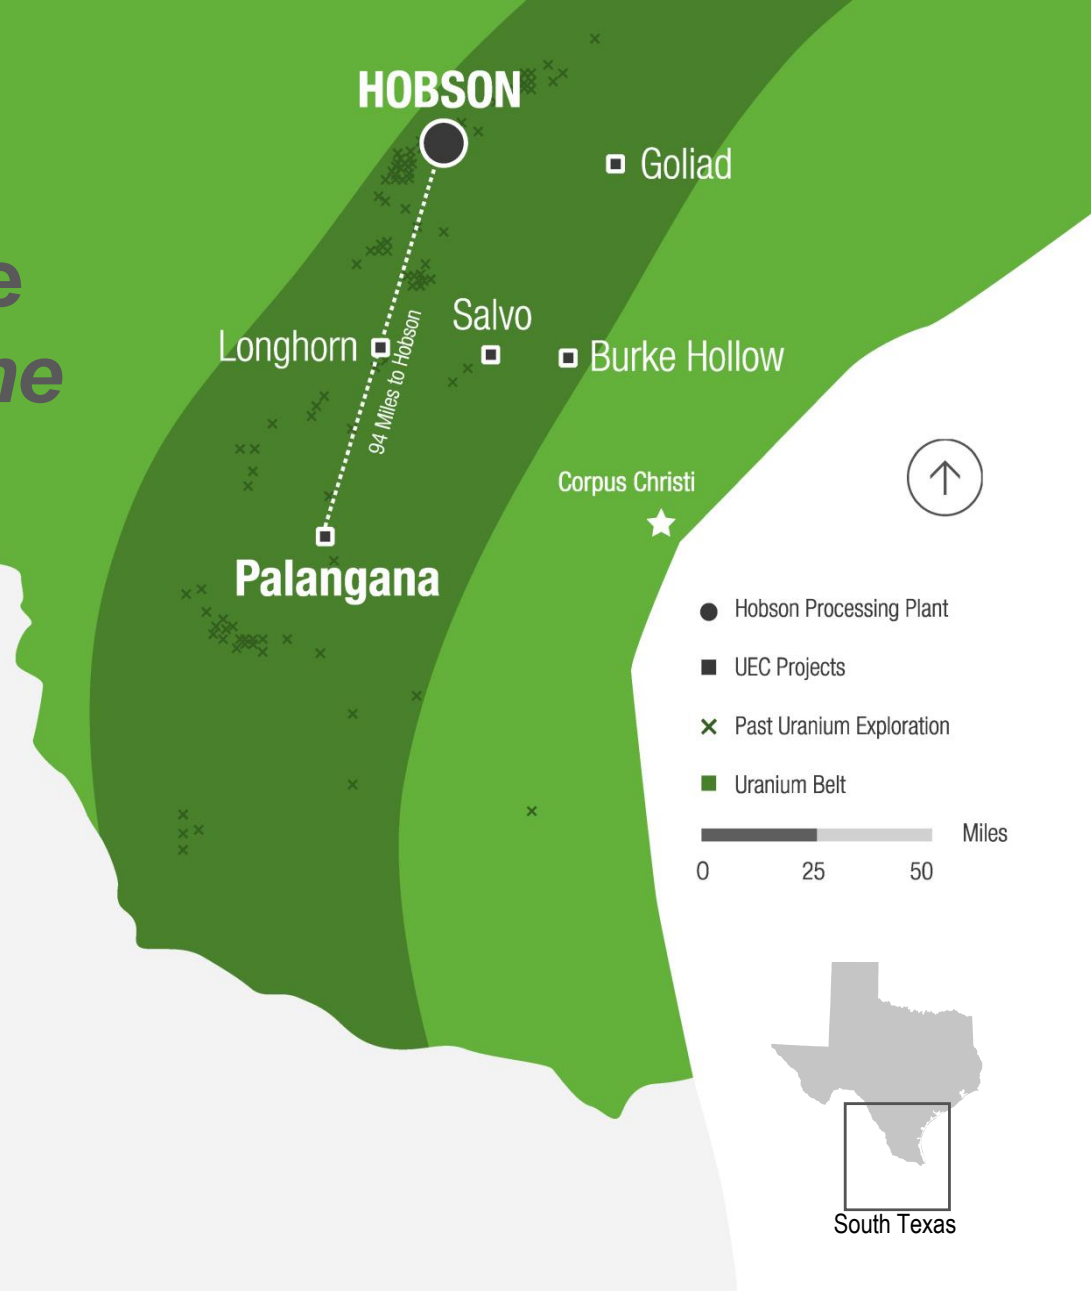 HOBSON
Goliad
Salvo
Longhorn
Burke Hollow
94 Miles to Hobson
Corpus Christi
Palangana
Hobson Processing Plant
UEC Projects
Past Uranium Exploration
Uranium Belt
Miles
0 25 50
South Texas